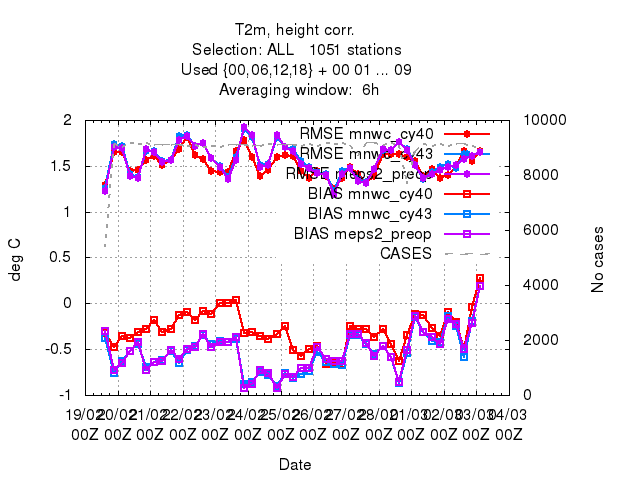 T2m, height corr.
Selection: ALL 1051 stations
Used {00,06,12,18} + 00 01 ... 09
Averaging window: 6h
RMSE mnwc_cy40
RMSE mnwc_cy43
RMSE meps2_preop
BIAS mnwc_cy40
BIAS mnwc_cy43
BIAS meps2_preop
CASES
2
1.5
1
0.5
0
-0.5
-1
deg C
10000
8000
6000
4000
2000
0
No cases
19/02 20/02 21/02 22/02 23/02 24/02 25/02 26/02 27/02 28/02 01/03 02/03 03/03 04/03
00Z 00Z 00Z 00Z 00Z 00Z 00Z 00Z 00Z 00Z 00Z 00Z 00Z 00Z
Date